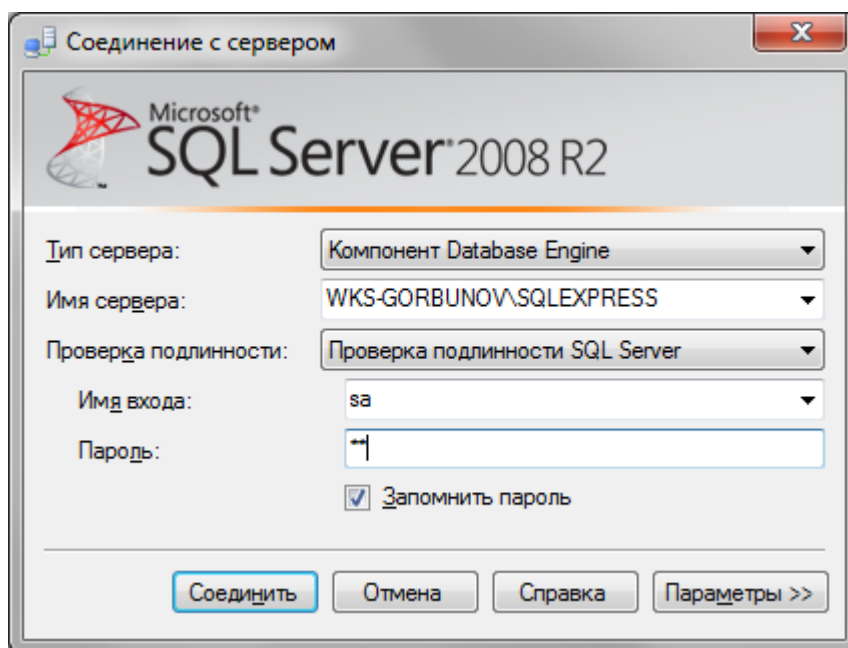 Соединение с сервером
Microsoft®
SQL Server® 2008 R2
Тип сервера: Компонент Database Engine
Имя сервера: WKS-GORBUNOV\SQLEXPRESS
Проверка подлинности: Проверка подлинности SQL Server
Имя входа: sa
Пароль: **
Запомнить пароль
Соединить Отмена Справка Параметры >>